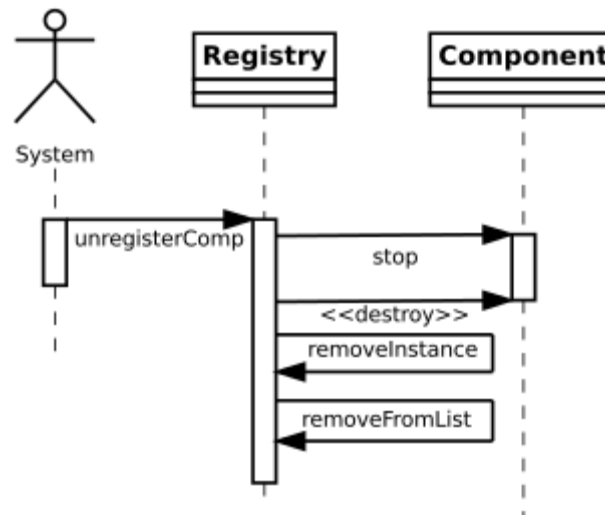 Registry
Component
System
unregisterComp
stop
<<destroy>>
removeInstance
removeFromList